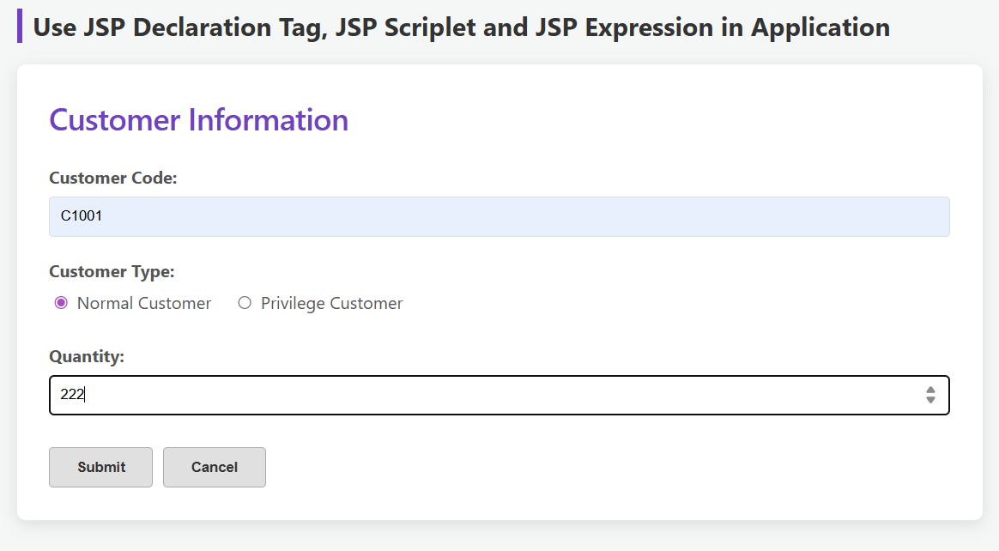 Use JSP Declaration Tag, JSP Scriplet and JSP Expression in Application
Customer Information
Customer Code:
C1001
Customer Type:
Normal Customer Privilege Customer
Quantity:
222
Submit Cancel